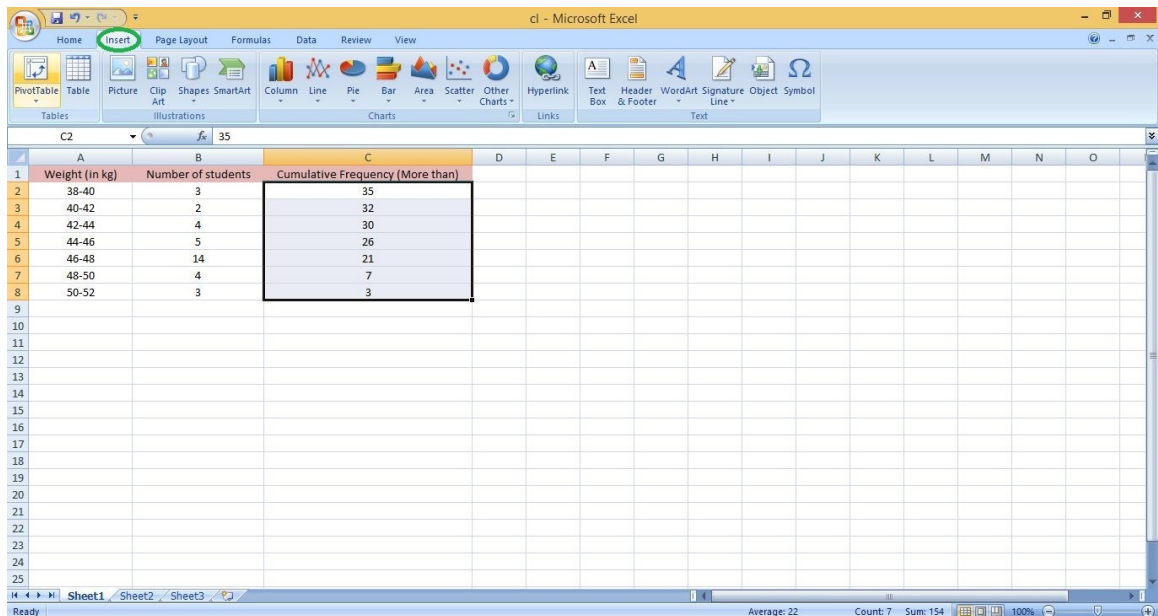 cl - Microsoft Excel
Home Insert Page Layout Formulas Data Review View
PivotTable Table Picture Clip Art Shapes SmartArt Column Line Pie Bar Area Scatter Other Charts Hyperlink Text Box Header & Footer WordArt Signature Line Object Symbol
Tables Illustrations Charts Links Text
C2 fx 35
A B C D E F G H I J K L M N O
1 Weight (in kg) Number of students Cumulative Frequency (More than)
2 38-40 3 35
3 40-42 2 32
4 42-44 4 30
5 44-46 5 26
6 46-48 14 21
7 48-50 4 7
8 50-52 3 3
9
10
11
12
13
14
15
16
17
18
19
20
21
22
23
24
25
Sheet1 Sheet2 Sheet3
Ready Average: 22 Count: 7 Sum: 154 100%